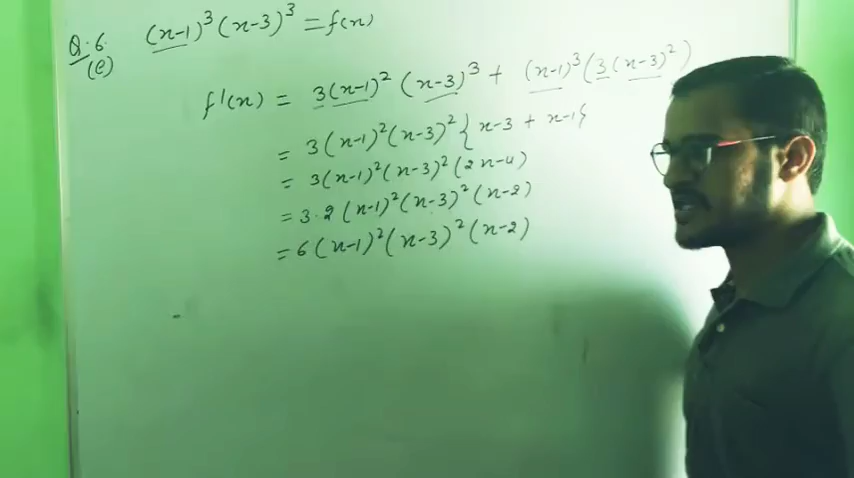 Q.6. (x-1)³(x-3)³ = f(x)
(e)
f'(x) = 3(x-1)² (x-3)³ + (x-1)³(3(x-3)²)
= 3(x-1)²(x-3)² { x-3 + x-1 }
= 3(x-1)²(x-3)²(2x-4)
= 3·2(x-1)²(x-3)²(x-2)
= 6(x-1)²(x-3)²(x-2)